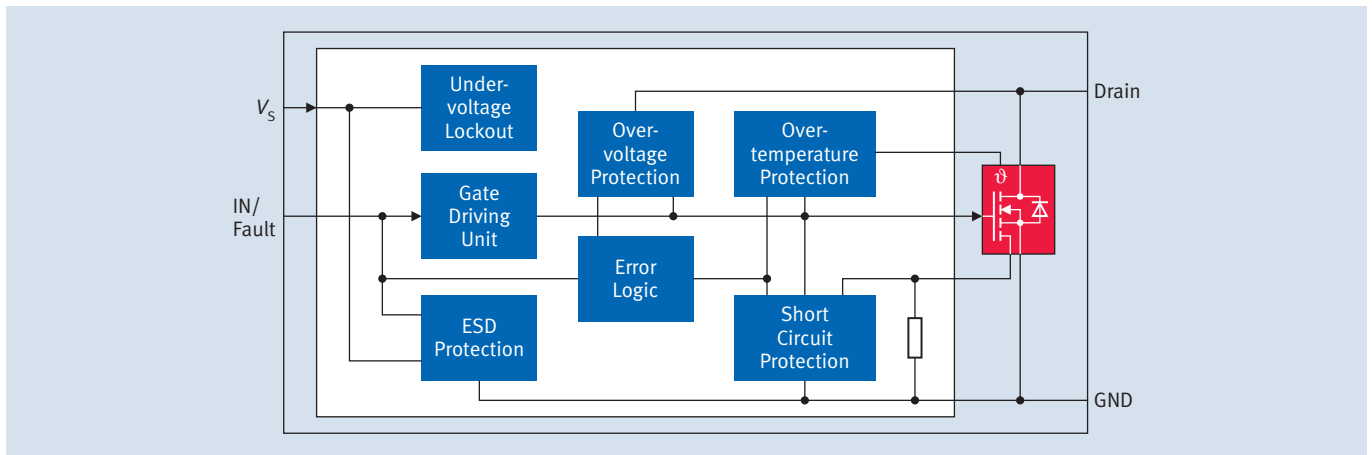 Under-
voltage
Lockout
Drain
V_S
Over-
voltage
Protection
Over-
temperature
Protection
ϑ
IN/
Fault
Gate
Driving
Unit
Error
Logic
ESD
Protection
Short
Circuit
Protection
GND